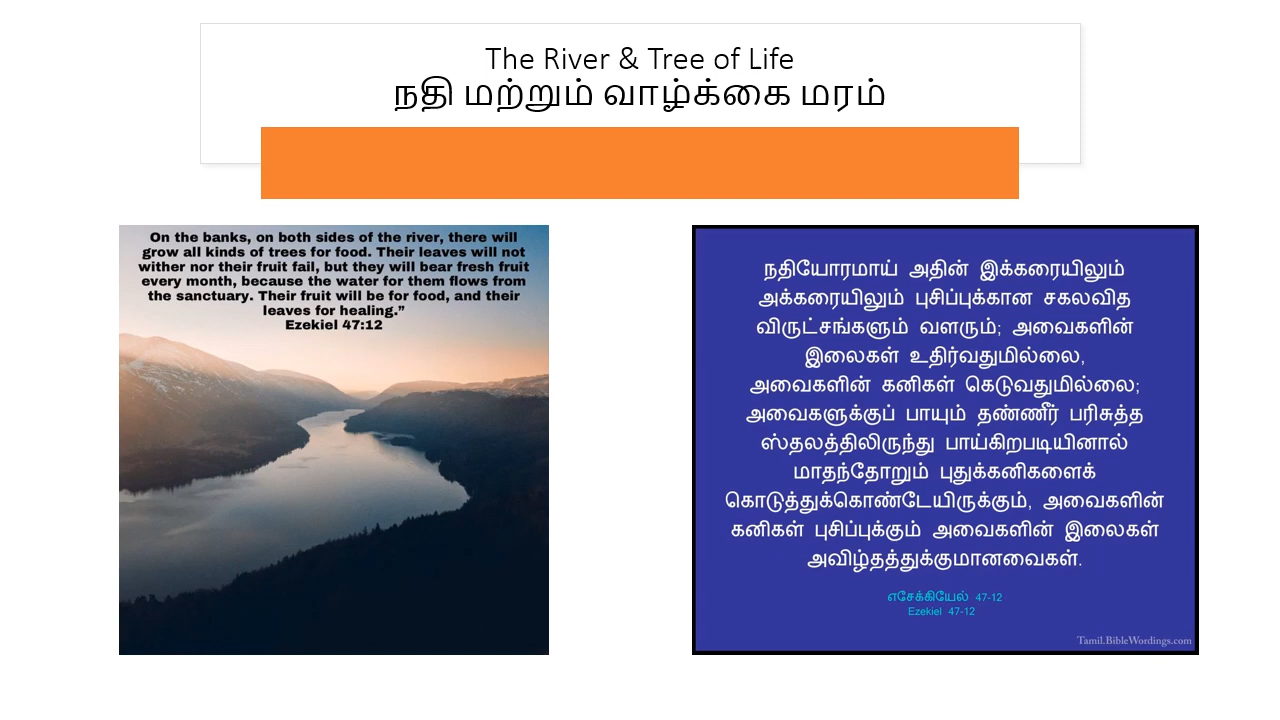 The River & Tree of Life
நதி மற்றும் வாழ்க்கை மரம்
On the banks, on both sides of the river, there will
grow all kinds of trees for food. Their leaves will not
wither nor their fruit fail, but they will bear fresh fruit
every month, because the water for them flows from
the sanctuary. Their fruit will be for food, and their
leaves for healing.”
Ezekiel 47:12
நதியோரமாய் அதின் இக்கரையிலும்
அக்கரையிலும் புசிப்புக்கான சகலவித
விருட்சங்களும் வளரும்; அவைகளின்
இலைகள் உதிர்வதுமில்லை,
அவைகளின் கனிகள் கெடுவதுமில்லை;
அவைகளுக்குப் பாயும் தண்ணீர் பரிசுத்த
ஸ்தலத்திலிருந்து பாய்கிறபடியினால்
மாதந்தோறும் புதுக்கனிகளைக்
கொடுத்துக்கொண்டேயிருக்கும், அவைகளின்
கனிகள் புசிப்புக்கும் அவைகளின் இலைகள்
அவிழ்தத்துக்குமானவைகள்.
எசேக்கியேல் 47-12
Ezekiel 47-12
Tamil.BibleWordings.com